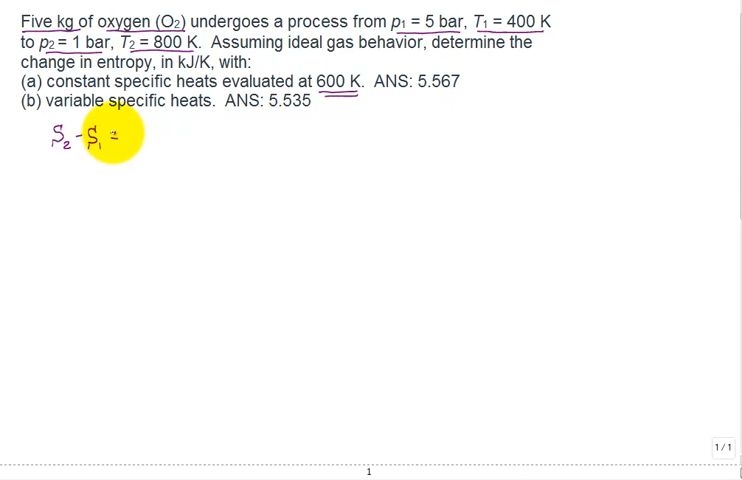 Five kg of oxygen (O₂) undergoes a process from p₁ = 5 bar, T₁ = 400 K
to p₂ = 1 bar, T₂ = 800 K. Assuming ideal gas behavior, determine the
change in entropy, in kJ/K, with:
(a) constant specific heats evaluated at 600 K. ANS: 5.567
(b) variable specific heats. ANS: 5.535
S₂ - S₁ =
1 / 1
1